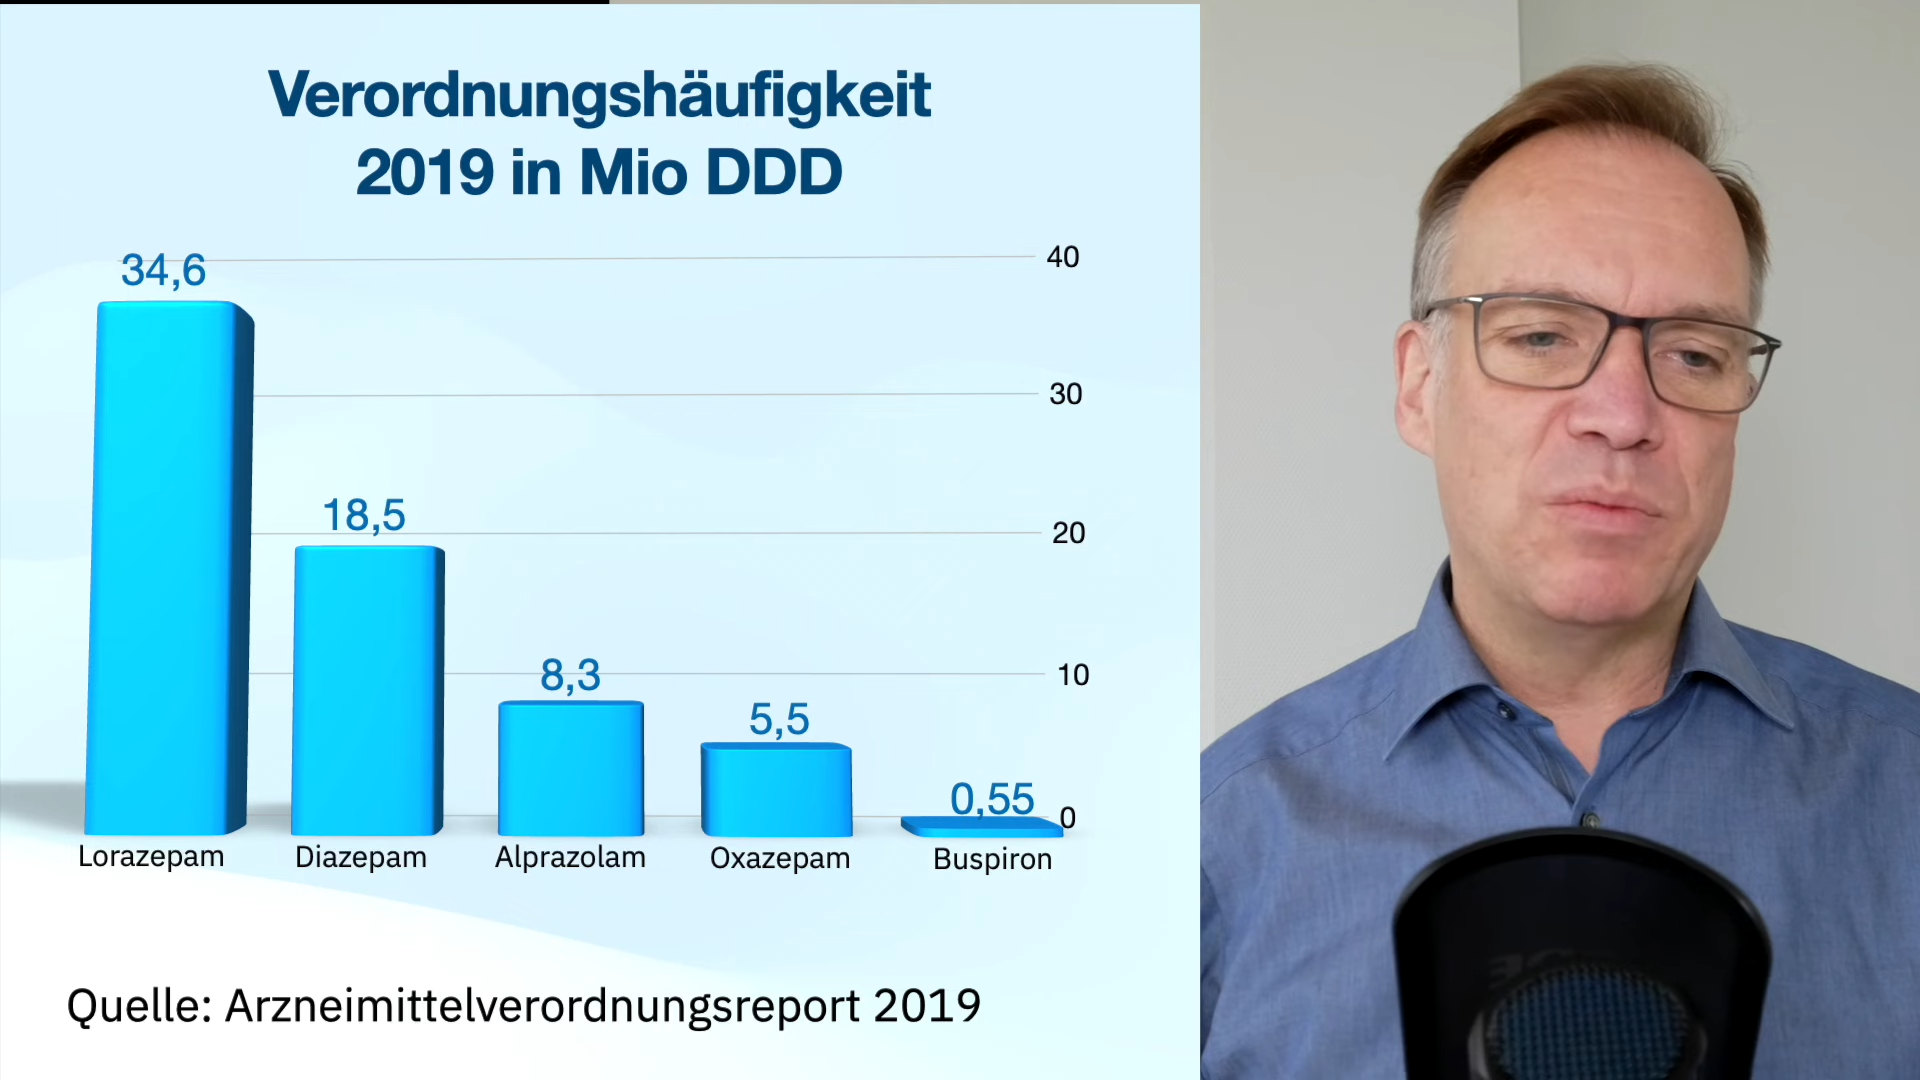 Verordnungshäufigkeit
2019 in Mio DDD
34,6
18,5
8,3
5,5
0,55
40
30
20
10
0
Lorazepam
Diazepam
Alprazolam
Oxazepam
Buspiron
Quelle: Arzneimittelverordnungsreport 2019